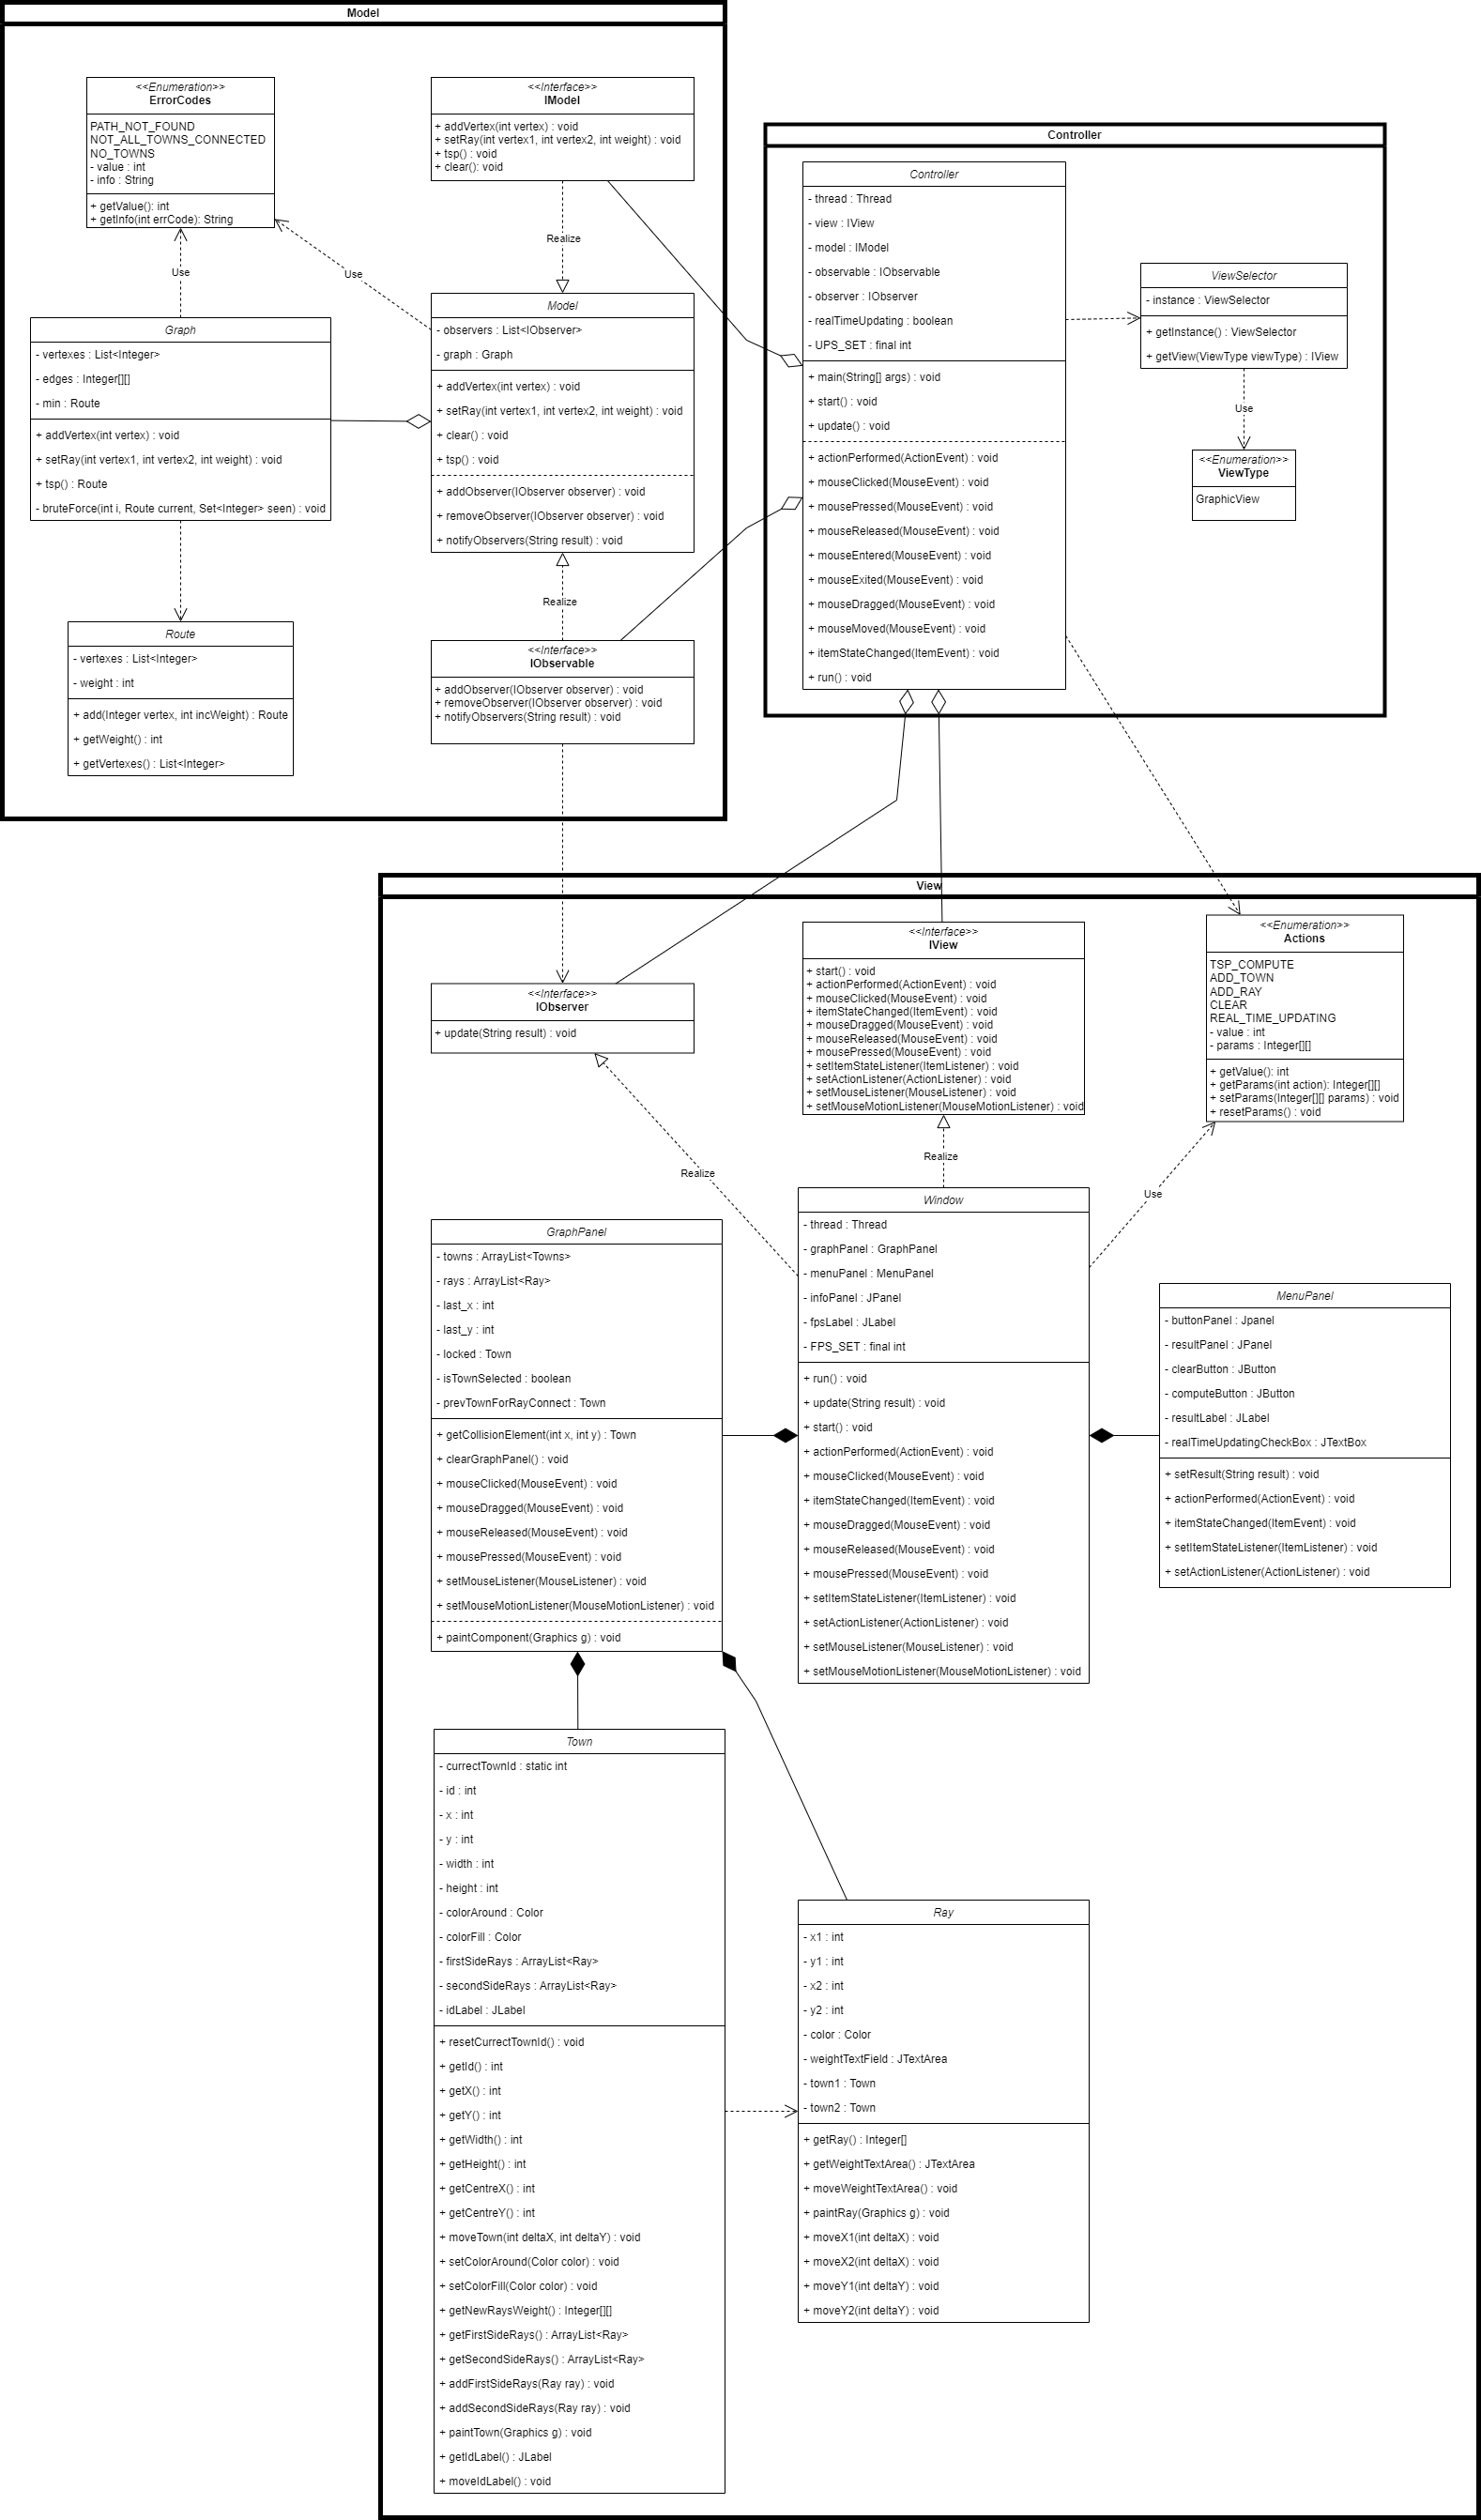 Model
<<Enumeration>>
ErrorCodes
PATH_NOT_FOUND
NOT_ALL_TOWNS_CONNECTED
NO_TOWNS
- value : int
- info : String
+ getValue(): int
+ getInfo(int errCode): String
<<Interface>>
IModel
+ addVertex(int vertex) : void
+ setRay(int vertex1, int vertex2, int weight) : void
+ tsp() : void
+ clear(): void
Realize
Use
Use
Graph
- vertexes : List<Integer>
- edges : Integer[][]
- min : Route
+ addVertex(int vertex) : void
+ setRay(int vertex1, int vertex2, int weight) : void
+ tsp() : Route
- bruteForce(int i, Route current, Set<Integer> seen) : void
Model
- observers : List<IObserver>
- graph : Graph
+ addVertex(int vertex) : void
+ setRay(int vertex1, int vertex2, int weight) : void
+ clear() : void
+ tsp() : void
+ addObserver(IObserver observer) : void
+ removeObserver(IObserver observer) : void
+ notifyObservers(String result) : void
Realize
Route
- vertexes : List<Integer>
- weight : int
+ add(Integer vertex, int incWeight) : Route
+ getWeight() : int
+ getVertexes() : List<Integer>
<<Interface>>
IObservable
+ addObserver(IObserver observer) : void
+ removeObserver(IObserver observer) : void
+ notifyObservers(String result) : void
Controller
Controller
- thread : Thread
- view : IView
- model : IModel
- observable : IObservable
- observer : IObserver
- realTimeUpdating : boolean
- UPS_SET : final int
+ main(String[] args) : void
+ start() : void
+ update() : void
+ actionPerformed(ActionEvent) : void
+ mouseClicked(MouseEvent) : void
+ mousePressed(MouseEvent) : void
+ mouseReleased(MouseEvent) : void
+ mouseEntered(MouseEvent) : void
+ mouseExited(MouseEvent) : void
+ mouseDragged(MouseEvent) : void
+ mouseMoved(MouseEvent) : void
+ itemStateChanged(ItemEvent) : void
+ run() : void
ViewSelector
- instance : ViewSelector
+ getInstance() : ViewSelector
+ getView(ViewType viewType) : IView
Use
<<Enumeration>>
ViewType
GraphicView
View
<<Interface>>
IObserver
+ update(String result) : void
<<Interface>>
IView
+ start() : void
+ actionPerformed(ActionEvent) : void
+ mouseClicked(MouseEvent) : void
+ itemStateChanged(ItemEvent) : void
+ mouseDragged(MouseEvent) : void
+ mouseReleased(MouseEvent) : void
+ mousePressed(MouseEvent) : void
+ setItemStateListener(ItemListener) : void
+ setActionListener(ActionListener) : void
+ setMouseListener(MouseListener) : void
+ setMouseMotionListener(MouseMotionListener) : void
<<Enumeration>>
Actions
TSP_COMPUTE
ADD_TOWN
ADD_RAY
CLEAR
REAL_TIME_UPDATING
- value : int
- params : Integer[][]
+ getValue(): int
+ getParams(int action): Integer[][]
+ setParams(Integer[][] params) : void
+ resetParams() : void
Realize
Realize
Use
GraphPanel
- towns : ArrayList<Towns>
- rays : ArrayList<Ray>
- last_x : int
- last_y : int
- locked : Town
- isTownSelected : boolean
- prevTownForRayConnect : Town
+ getCollisionElement(int x, int y) : Town
+ clearGraphPanel() : void
+ mouseClicked(MouseEvent) : void
+ mouseDragged(MouseEvent) : void
+ mouseReleased(MouseEvent) : void
+ mousePressed(MouseEvent) : void
+ setMouseListener(MouseListener) : void
+ setMouseMotionListener(MouseMotionListener) : void
+ paintComponent(Graphics g) : void
Window
- thread : Thread
- graphPanel : GraphPanel
- menuPanel : MenuPanel
- infoPanel : JPanel
- fpsLabel : JLabel
- FPS_SET : final int
+ run() : void
+ update(String result) : void
+ start() : void
+ actionPerformed(ActionEvent) : void
+ mouseClicked(MouseEvent) : void
+ itemStateChanged(ItemEvent) : void
+ mouseDragged(MouseEvent) : void
+ mouseReleased(MouseEvent) : void
+ mousePressed(MouseEvent) : void
+ setItemStateListener(ItemListener) : void
+ setActionListener(ActionListener) : void
+ setMouseListener(MouseListener) : void
+ setMouseMotionListener(MouseMotionListener) : void
MenuPanel
- buttonPanel : Jpanel
- resultPanel : JPanel
- clearButton : JButton
- computeButton : JButton
- resultLabel : JLabel
- realTimeUpdatingCheckBox : JTextBox
+ setResult(String result) : void
+ actionPerformed(ActionEvent) : void
+ itemStateChanged(ItemEvent) : void
+ setItemStateListener(ItemListener) : void
+ setActionListener(ActionListener) : void
Town
- currectTownId : static int
- id : int
- x : int
- y : int
- width : int
- height : int
- colorAround : Color
- colorFill : Color
- firstSideRays : ArrayList<Ray>
- secondSideRays : ArrayList<Ray>
- idLabel : JLabel
+ resetCurrectTownId() : void
+ getId() : int
+ getX() : int
+ getY() : int
+ getWidth() : int
+ getHeight() : int
+ getCentreX() : int
+ getCentreY() : int
+ moveTown(int deltaX, int deltaY) : void
+ setColorAround(Color color) : void
+ setColorFill(Color color) : void
+ getNewRaysWeight() : Integer[][]
+ getFirstSideRays() : ArrayList<Ray>
+ getSecondSideRays() : ArrayList<Ray>
+ addFirstSideRays(Ray ray) : void
+ addSecondSideRays(Ray ray) : void
+ paintTown(Graphics g) : void
+ getIdLabel() : JLabel
+ moveIdLabel() : void
Ray
- x1 : int
- y1 : int
- x2 : int
- y2 : int
- color : Color
- weightTextField : JTextArea
- town1 : Town
- town2 : Town
+ getRay() : Integer[]
+ getWeightTextArea() : JTextArea
+ moveWeightTextArea() : void
+ paintRay(Graphics g) : void
+ moveX1(int deltaX) : void
+ moveX2(int deltaX) : void
+ moveY1(int deltaY) : void
+ moveY2(int deltaY) : void